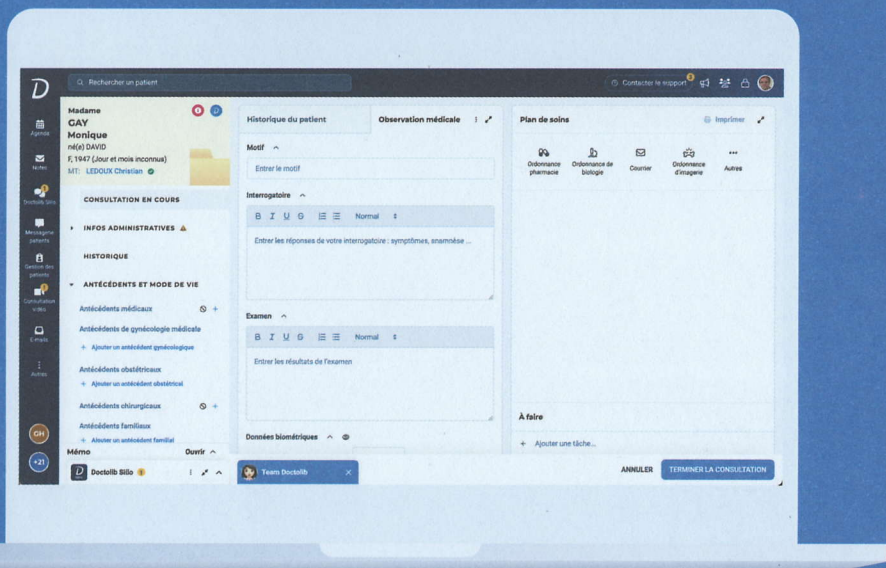 Rechercher un patient
Contacter le support
Agenda
Notes
Doctolib Silo
Messagerie patients
Gestion des patients
Consultation vidéo
E-mails
Autres
GH
+21
Madame
GAY
Monique
né(e) DAVID
F, 1947 (Jour et mois inconnus)
MT: LEDOUX Christian
CONSULTATION EN COURS
INFOS ADMINISTRATIVES
HISTORIQUE
ANTÉCÉDENTS ET MODE DE VIE
Antécédents médicaux
Antécédents de gynécologie médicale
+ Ajouter un antécédent gynécologique
Antécédents obstétricaux
+ Ajouter un antécédent obstétrical
Antécédents chirurgicaux
Antécédents familiaux
+ Ajouter un antécédent familial
Mémo
Ouvrir
Doctolib Silo
Historique du patient
Observation médicale
Motif
Entrer le motif
Interrogatoire
B I U S Normal
Entrer les réponses de votre interrogatoire : symptômes, anamnèse ...
Examen
B I U S Normal
Entrer les résultats de l'examen
Données biométriques
Team Doctolib
Plan de soins
Imprimer
Ordonnance pharmacie
Ordonnance de biologie
Courrier
Ordonnance d'imagerie
Autres
À faire
+ Ajouter une tâche...
ANNULER
TERMINER LA CONSULTATION